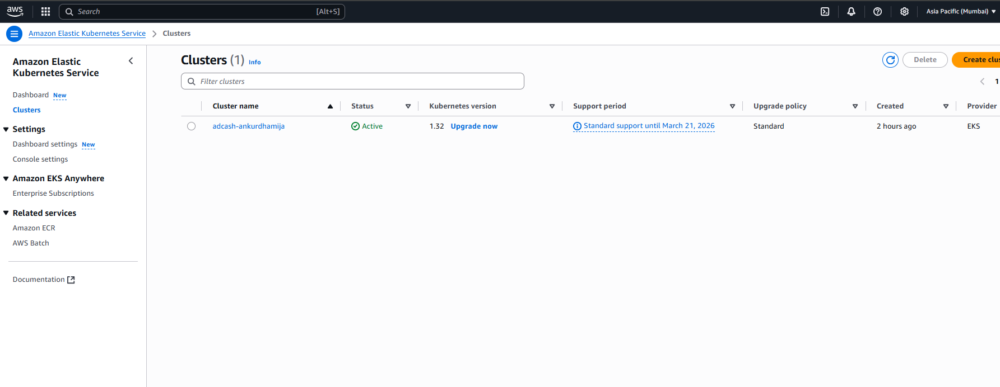 aws
Search [Alt+S]
Asia Pacific (Mumbai)
Amazon Elastic Kubernetes Service > Clusters
Amazon Elastic
Kubernetes Service
Dashboard New
Clusters
Settings
Dashboard settings New
Console settings
Amazon EKS Anywhere
Enterprise Subscriptions
Related services
Amazon ECR
AWS Batch
Documentation
Clusters (1) Info
Delete
Create clus
Filter clusters
1
Cluster name Status Kubernetes version Support period Upgrade policy Created Provider
adcash-ankurdhamija Active 1.32 Upgrade now Standard support until March 21, 2026 Standard 2 hours ago EKS